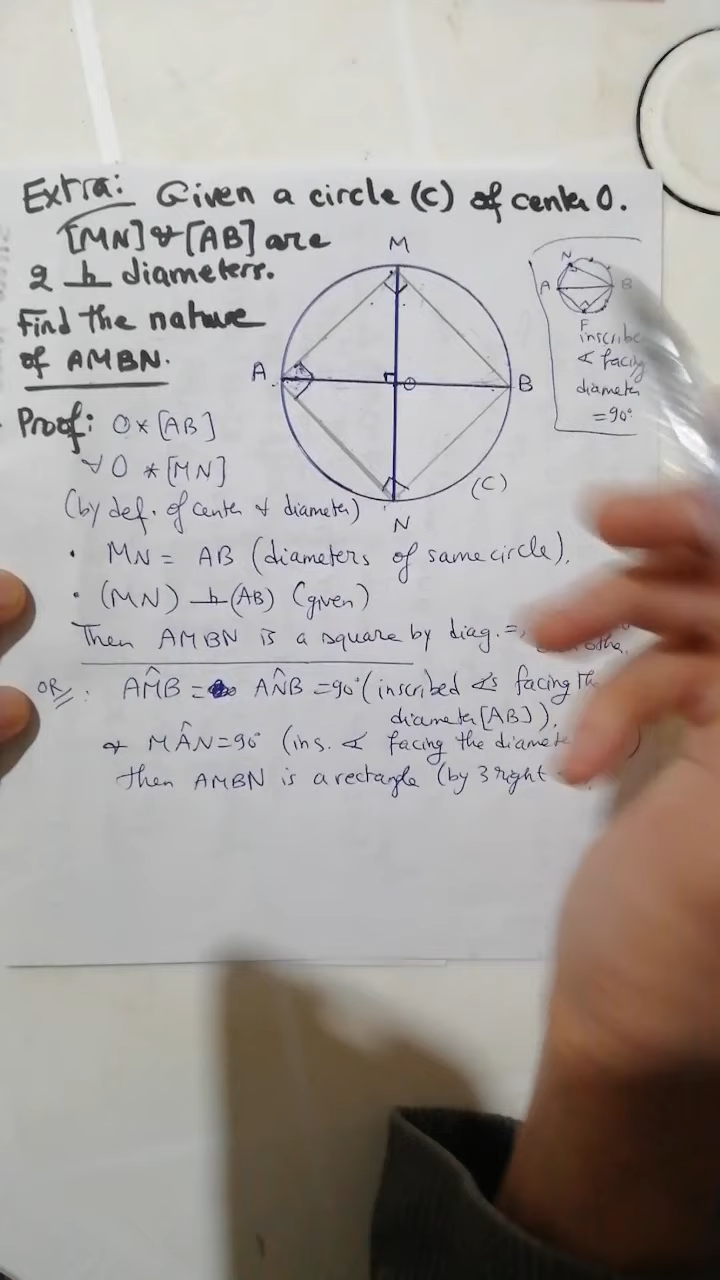 Extra: Given a circle (C) of center O.
[MN] & [AB] are
2 ⊥ diameters.
Find the nature
of AMBN.
M
A
B
O
N
(C)
N
A
B
F
inscribe
∢ facing
diameter
=90°
Proof: O * [AB]
& O * [MN]
(by def. of center & diameter)
• MN = AB (diameters of same circle).
• (MN) ⊥ (AB) (given)
Then AMBN is a square by diag. =,
OR: AM̂B = AN̂B = 90° (inscribed ∢s facing th
diameter [AB]).
& MÂN=90° (ins. ∢ facing the diamete
then AMBN is a rectangle (by 3 right